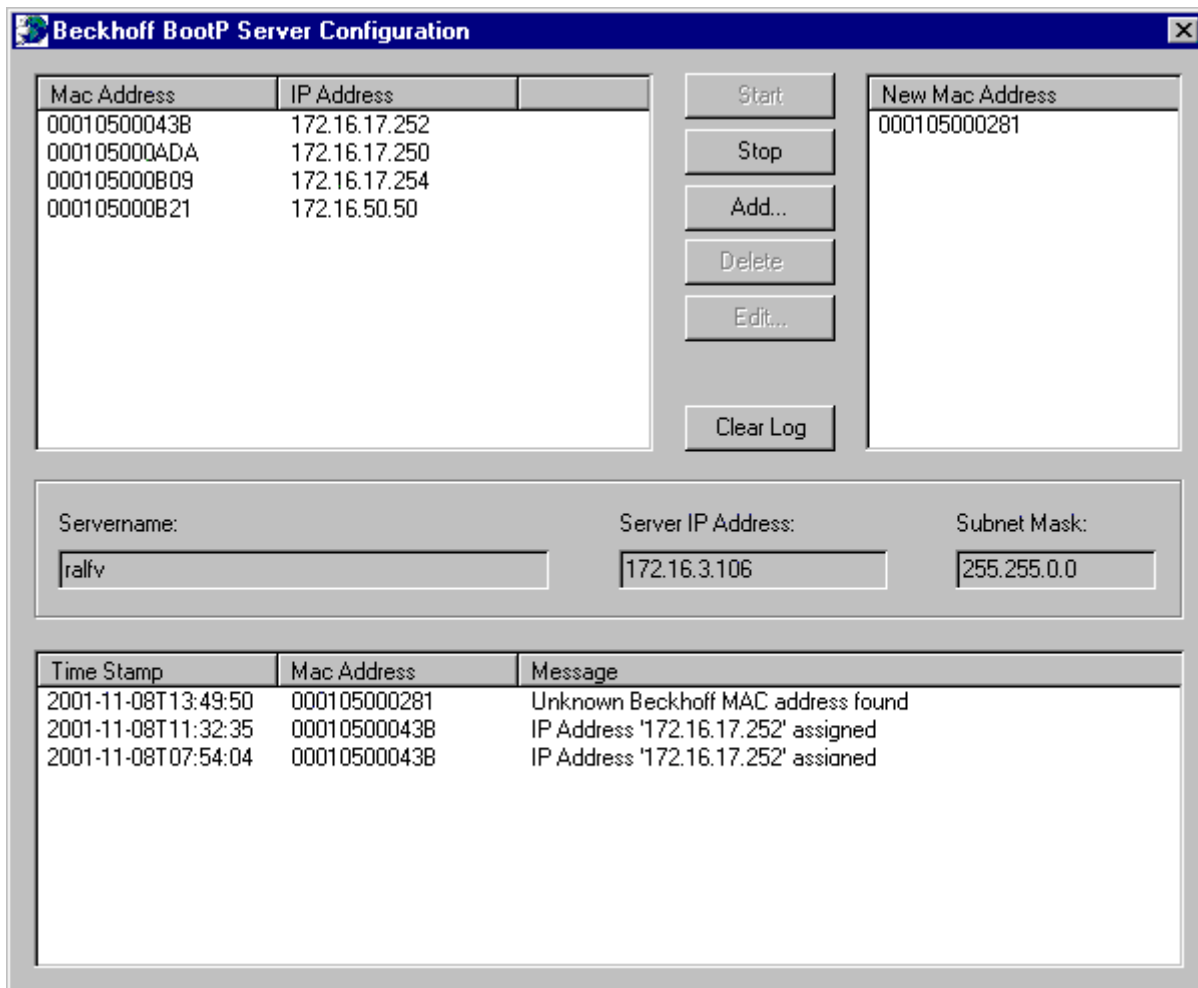 Beckhoff BootP Server Configuration
Mac Address IP Address
00010500043B 172.16.17.252
000105000ADA 172.16.17.250
000105000B09 172.16.17.254
000105000B21 172.16.50.50
Start
Stop
Add...
Delete
Edit...
Clear Log
New Mac Address
000105000281
Servername: Server IP Address: Subnet Mask:
ralfv 172.16.3.106 255.255.0.0
Time Stamp Mac Address Message
2001-11-08T13:49:50 000105000281 Unknown Beckhoff MAC address found
2001-11-08T11:32:35 00010500043B IP Address '172.16.17.252' assigned
2001-11-08T07:54:04 00010500043B IP Address '172.16.17.252' assigned